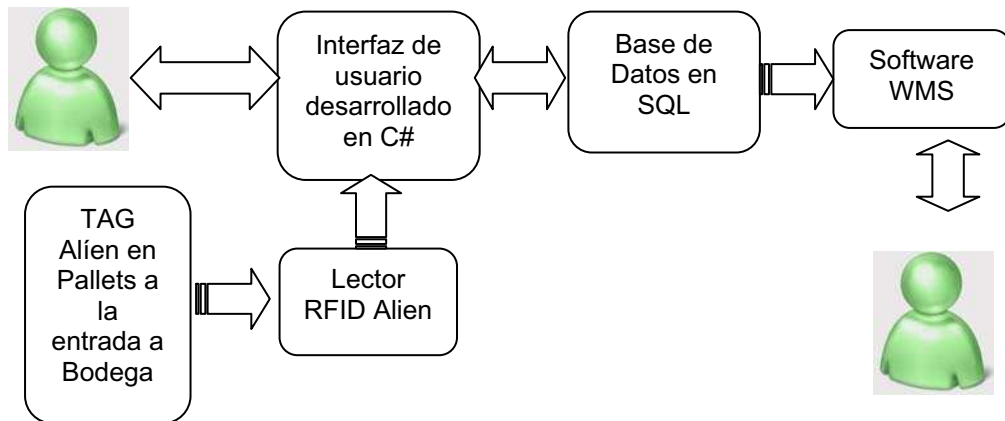 Interfaz de
usuario
desarrollado
en C#
Base de
Datos en
SQL
Software
WMS
TAG
Alíen en
Pallets a
la
entrada a
Bodega
Lector
RFID Alien